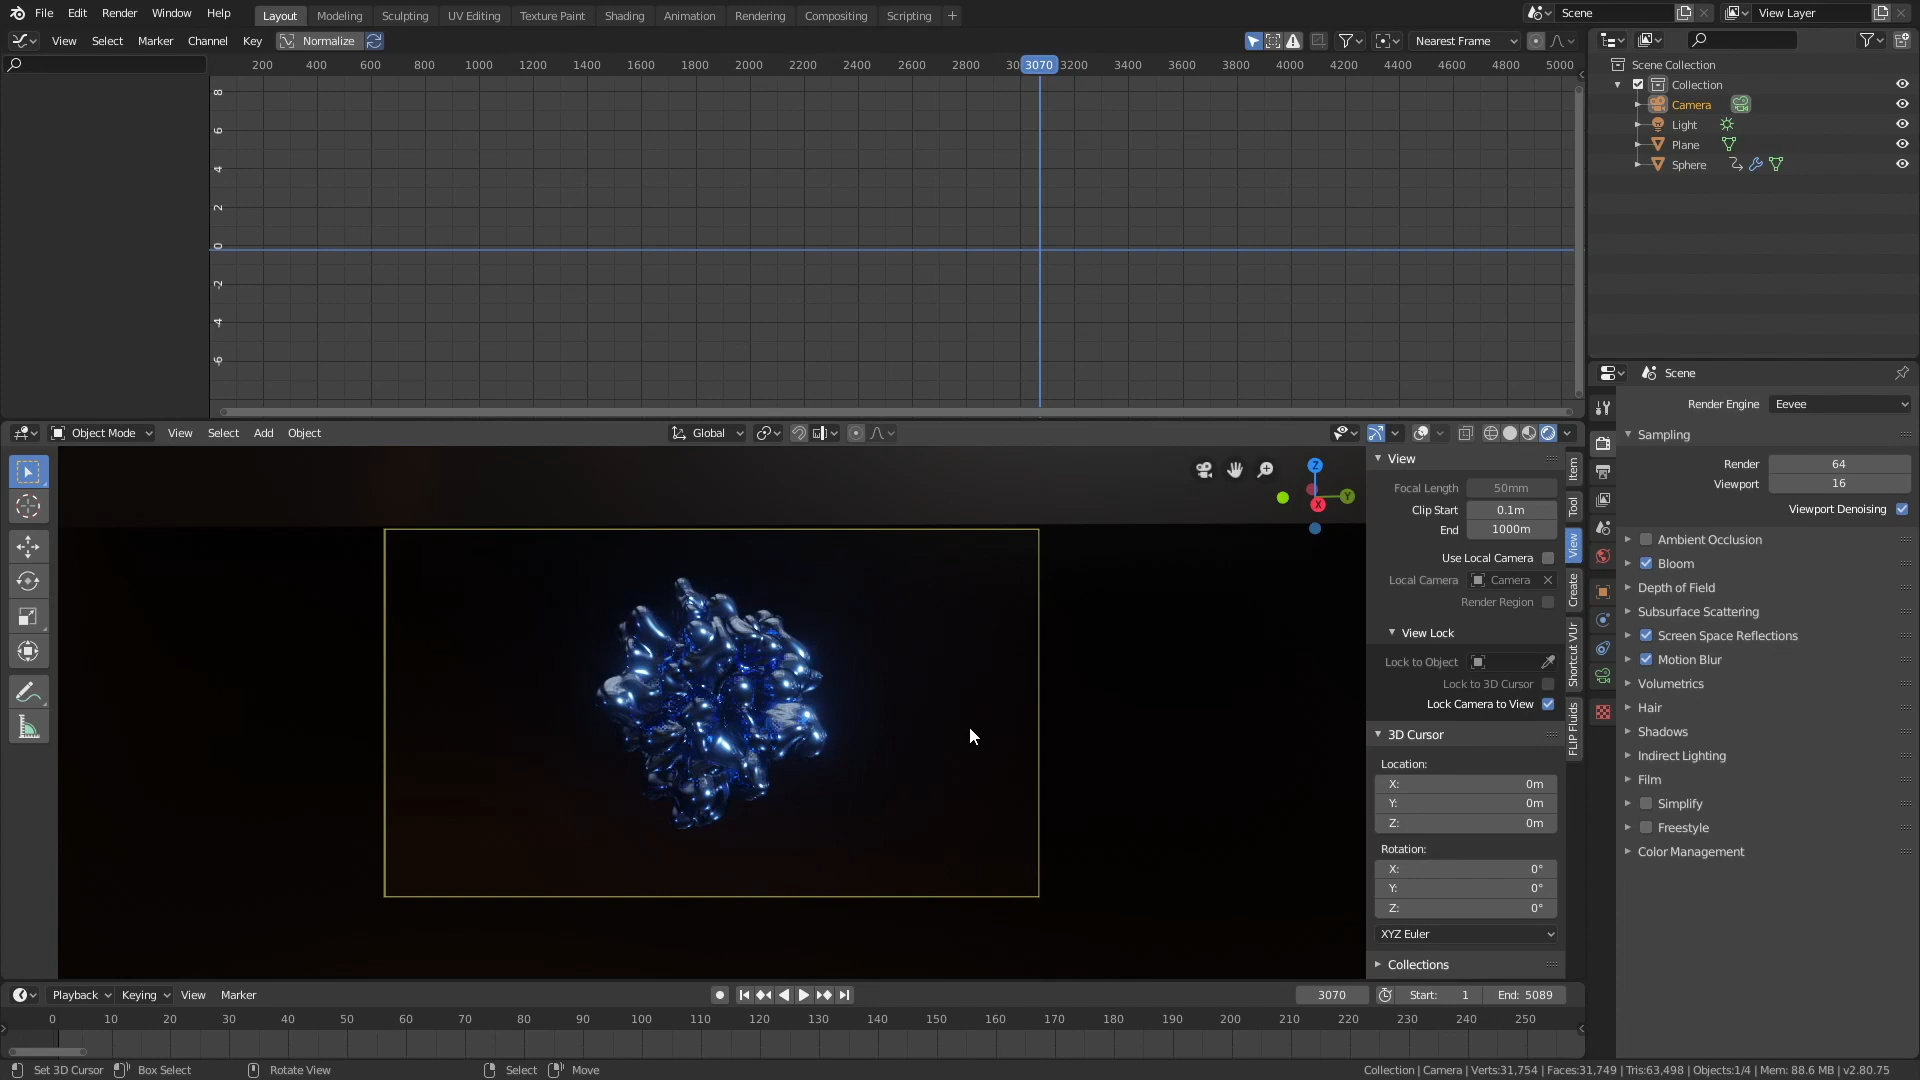 File Edit Render Window Help
Layout Modeling Sculpting UV Editing Texture Paint Shading Animation Rendering Compositing Scripting +
Scene
View Layer
View Select Marker Channel Key Normalize
Nearest Frame
200 400 600 800 1000 1200 1400 1600 1800 2000 2200 2400 2600 2800 30 3070 3200 3400 3600 3800 4000 4200 4400 4600 4800 5000
8
6
4
2
0
-2
-4
-6
Scene Collection
Collection
Camera
Light
Plane
Sphere
Object Mode View Select Add Object
Global
Z
Y
X
View
Focal Length 50mm
Clip Start 0.1m
End 1000m
Use Local Camera
Local Camera Camera
Render Region
View Lock
Lock to Object
Lock to 3D Cursor
Lock Camera to View
3D Cursor
Location:
X: 0m
Y: 0m
Z: 0m
Rotation:
X: 0°
Y: 0°
Z: 0°
XYZ Euler
Collections
Item
Tool
View
Create
Shortcut VUr
FLIP Fluids
Scene
Render Engine Eevee
Sampling
Render 64
Viewport 16
Viewport Denoising
Ambient Occlusion
Bloom
Depth of Field
Subsurface Scattering
Screen Space Reflections
Motion Blur
Volumetrics
Hair
Shadows
Indirect Lighting
Film
Simplify
Freestyle
Color Management
Playback Keying View Marker
3070 Start: 1 End: 5089
0 10 20 30 40 50 60 70 80 90 100 110 120 130 140 150 160 170 180 190 200 210 220 230 240 250
Set 3D Cursor Box Select Rotate View Select Move
Collection | Camera | Verts:31,754 | Faces:31,749 | Tris:63,498 | Objects:1/4 | Mem: 88.6 MB | v2.80.75